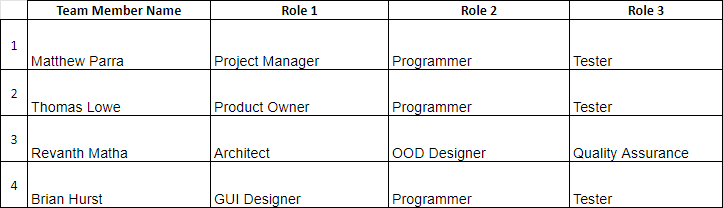 Team Member Name Role 1 Role 2 Role 3
1 Matthew Parra Project Manager Programmer Tester
2 Thomas Lowe Product Owner Programmer Tester
3 Revanth Matha Architect OOD Designer Quality Assurance
4 Brian Hurst GUI Designer Programmer Tester